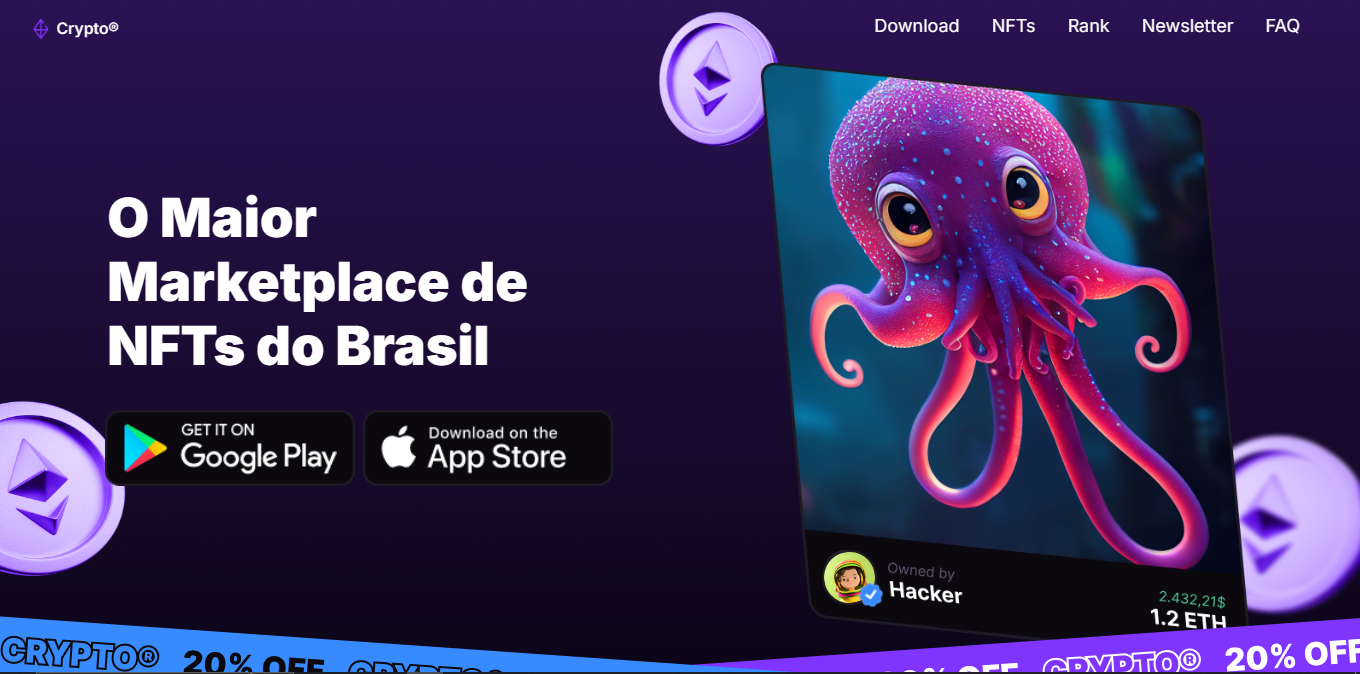 Crypto®
Download NFTs Rank Newsletter FAQ
O Maior
Marketplace de
NFTs do Brasil
GET IT ON
Google Play
Download on the
App Store
Owned by
Hacker
2.432,21$
1.2 ETH
CRYPTO® 20% OFF CRYPTO
20% OFF CRYPTO® 20% OFF